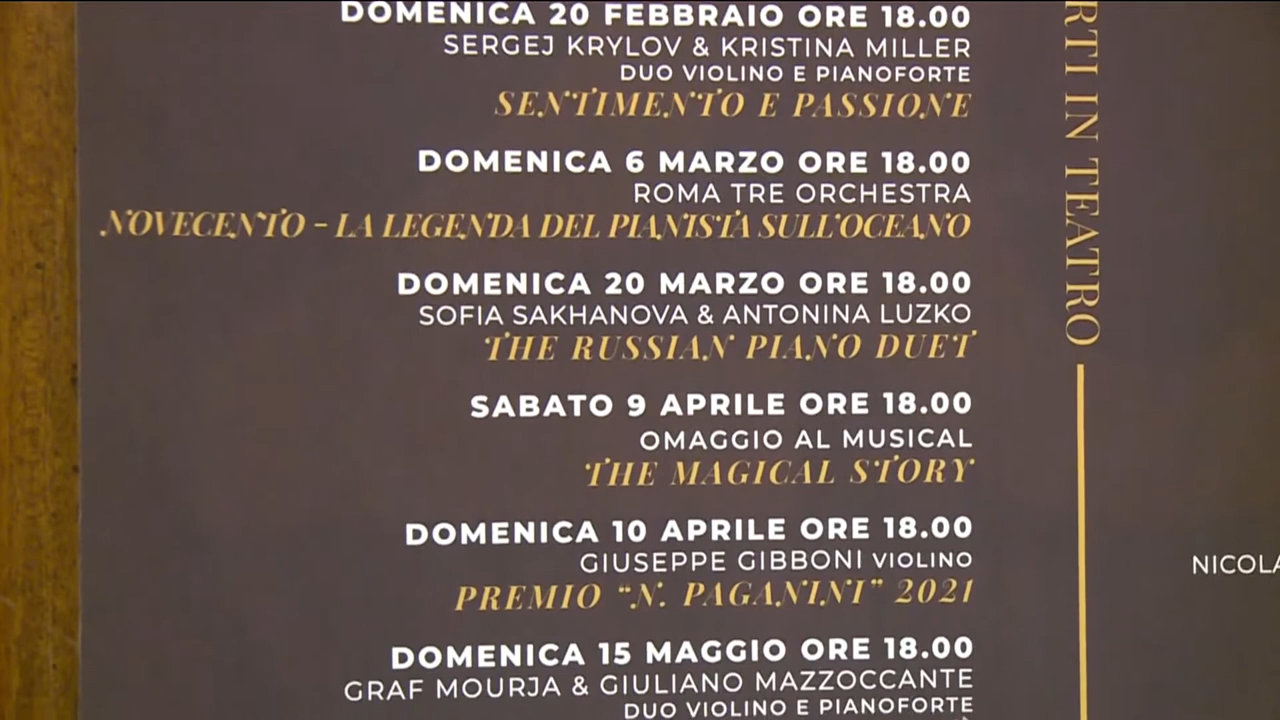 DOMENICA 20 FEBBRAIO ORE 18.00
SERGEJ KRYLOV & KRISTINA MILLER
DUO VIOLINO E PIANOFORTE
SENTIMENTO E PASSIONE
DOMENICA 6 MARZO ORE 18.00
ROMA TRE ORCHESTRA
NOVECENTO - LA LEGENDA DEL PIANISTA SULL'OCEANO
DOMENICA 20 MARZO ORE 18.00
SOFIA SAKHANOVA & ANTONINA LUZKO
THE RUSSIAN PIANO DUET
SABATO 9 APRILE ORE 18.00
OMAGGIO AL MUSICAL
THE MAGICAL STORY
DOMENICA 10 APRILE ORE 18.00
GIUSEPPE GIBBONI VIOLINO
PREMIO “N. PAGANINI” 2021
DOMENICA 15 MAGGIO ORE 18.00
GRAF MOURJA & GIULIANO MAZZOCCANTE
DUO VIOLINO E PIANOFORTE
RTI IN TEATRO
NICOLA